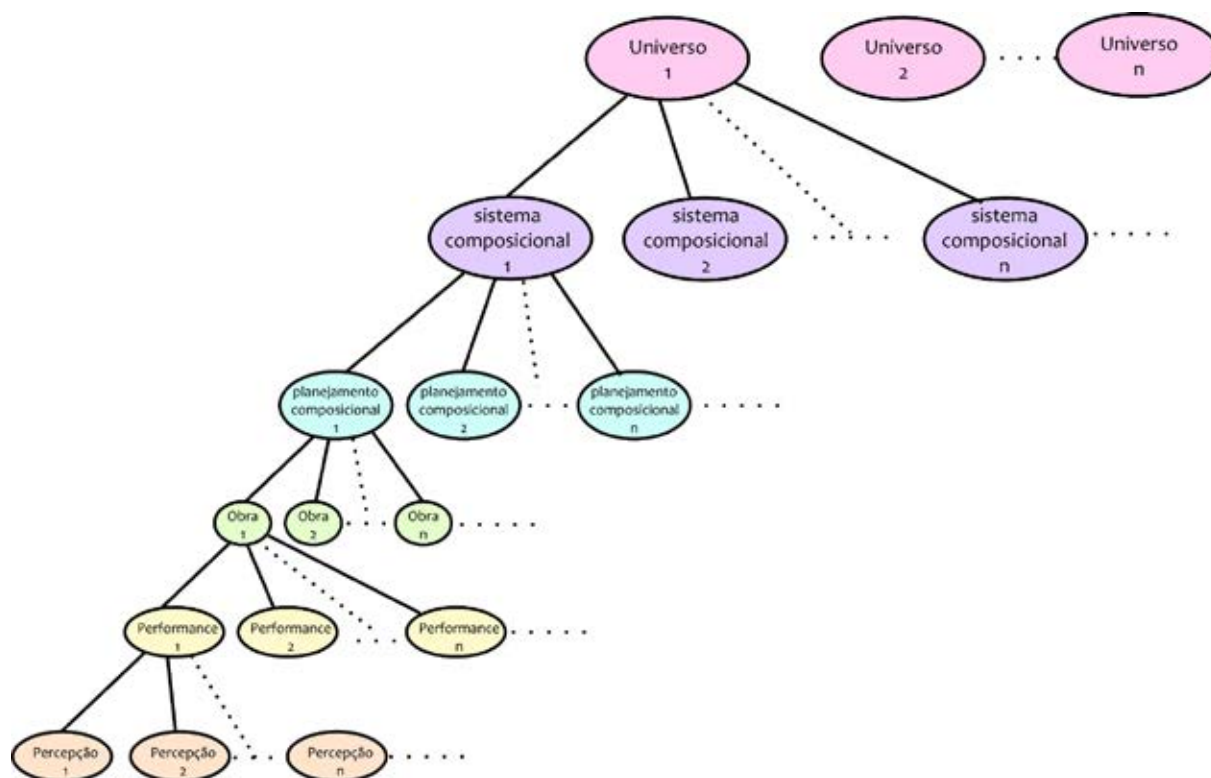 Universo
1
Universo
2
Universo
n
sistema
composicional
1
sistema
composicional
2
sistema
composicional
n
planejamento
composicional
1
planejamento
composicional
2
planejamento
composicional
n
Obra
1
Obra
2
Obra
n
Performance
1
Performance
2
Performance
n
Percepção
1
Percepção
2
Percepção
n